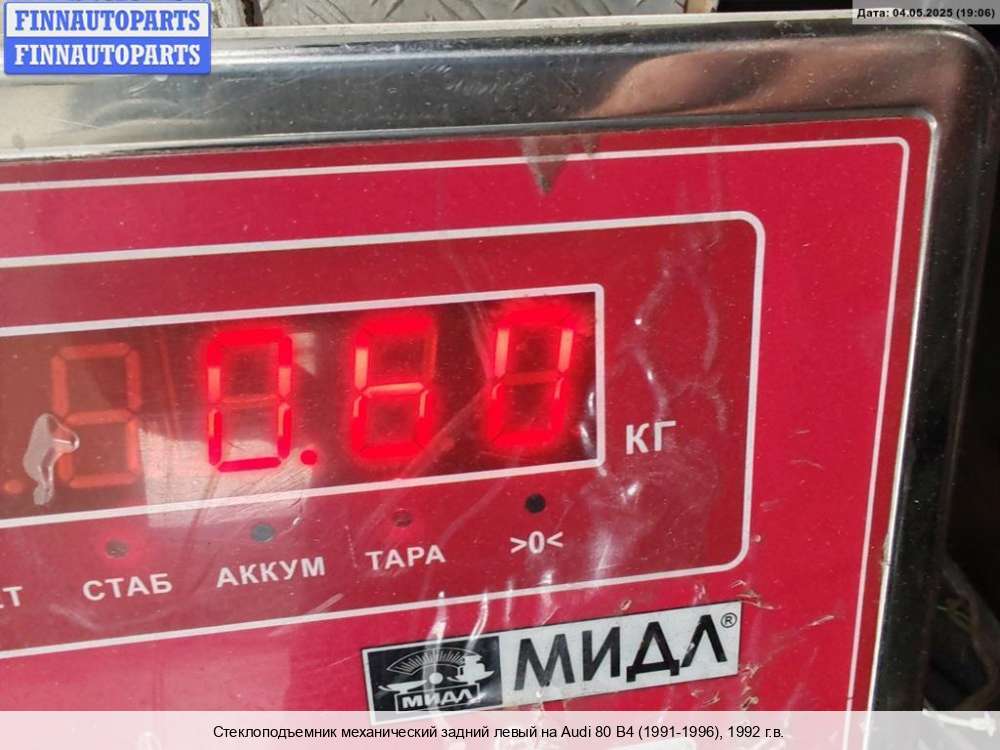 FINNAUTOPARTS
FINNAUTOPARTS
Дата: 04.05.2025 (19:06)
0.60
КГ
СТАБ
АККУМ
ТАРА
>0<
МИДЛ®
МИДЛ
Стеклоподъемник механический задний левый на Audi 80 B4 (1991-1996), 1992 г.в.